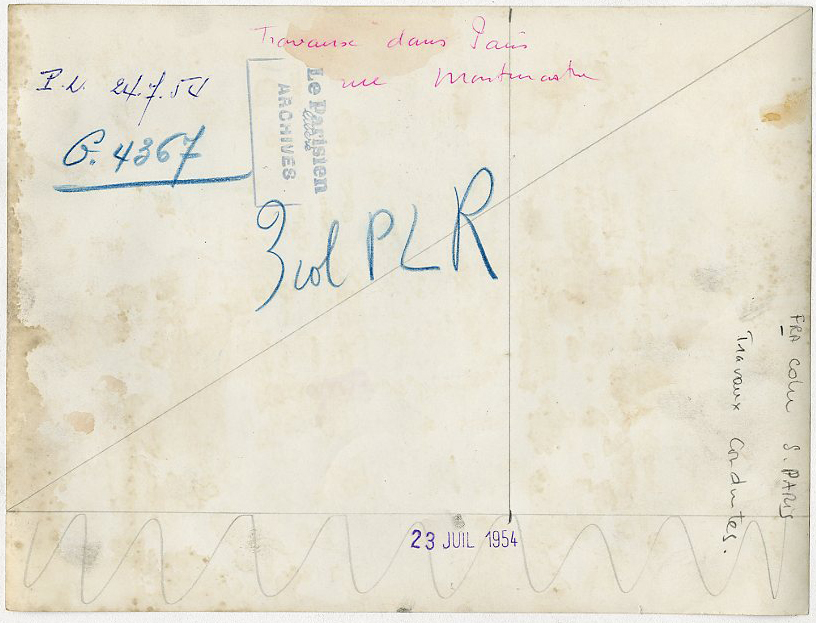 Travaux dans Paris
rue Montmartre
P.L. 24.7.54
G. 4367
Le Parisien
ARCHIVES
3 col PLR
FRA COLU S. PARIS
Travaux Conduites.
23 JUIL 1954